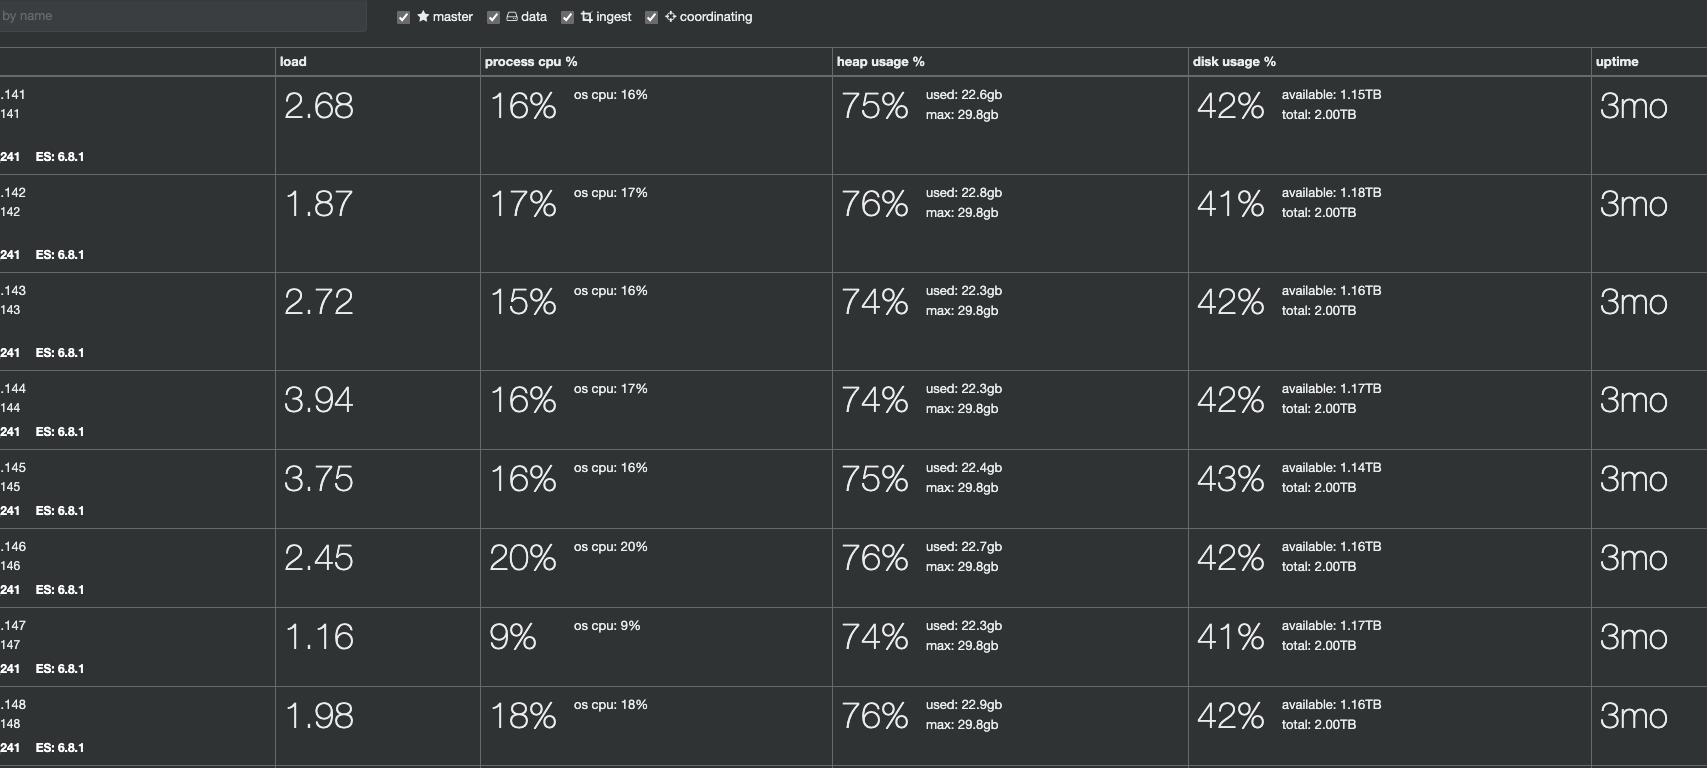 by name
master data ingest coordinating
load process cpu % heap usage % disk usage % uptime
.141
141
241 ES: 6.8.1
2.68
16% os cpu: 16%
75% used: 22.6gb
max: 29.8gb
42% available: 1.15TB
total: 2.00TB
3mo
.142
142
241 ES: 6.8.1
1.87
17% os cpu: 17%
76% used: 22.8gb
max: 29.8gb
41% available: 1.18TB
total: 2.00TB
3mo
.143
143
241 ES: 6.8.1
2.72
15% os cpu: 16%
74% used: 22.3gb
max: 29.8gb
42% available: 1.16TB
total: 2.00TB
3mo
.144
144
241 ES: 6.8.1
3.94
16% os cpu: 17%
74% used: 22.3gb
max: 29.8gb
42% available: 1.17TB
total: 2.00TB
3mo
.145
145
241 ES: 6.8.1
3.75
16% os cpu: 16%
75% used: 22.4gb
max: 29.8gb
43% available: 1.14TB
total: 2.00TB
3mo
.146
146
241 ES: 6.8.1
2.45
20% os cpu: 20%
76% used: 22.7gb
max: 29.8gb
42% available: 1.16TB
total: 2.00TB
3mo
.147
147
241 ES: 6.8.1
1.16
9% os cpu: 9%
74% used: 22.3gb
max: 29.8gb
41% available: 1.17TB
total: 2.00TB
3mo
.148
148
241 ES: 6.8.1
1.98
18% os cpu: 18%
76% used: 22.9gb
max: 29.8gb
42% available: 1.16TB
total: 2.00TB
3mo